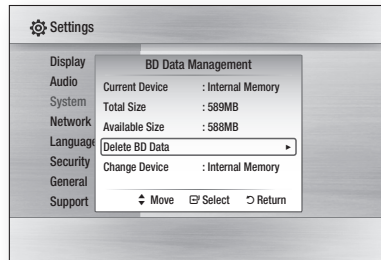 Settings
Display
Audio
System
Network
Language
Security
General
Support
BD Data Management
Current Device : Internal Memory
Total Size : 589MB
Available Size : 588MB
Delete BD Data
Change Device : Internal Memory
Move Select Return